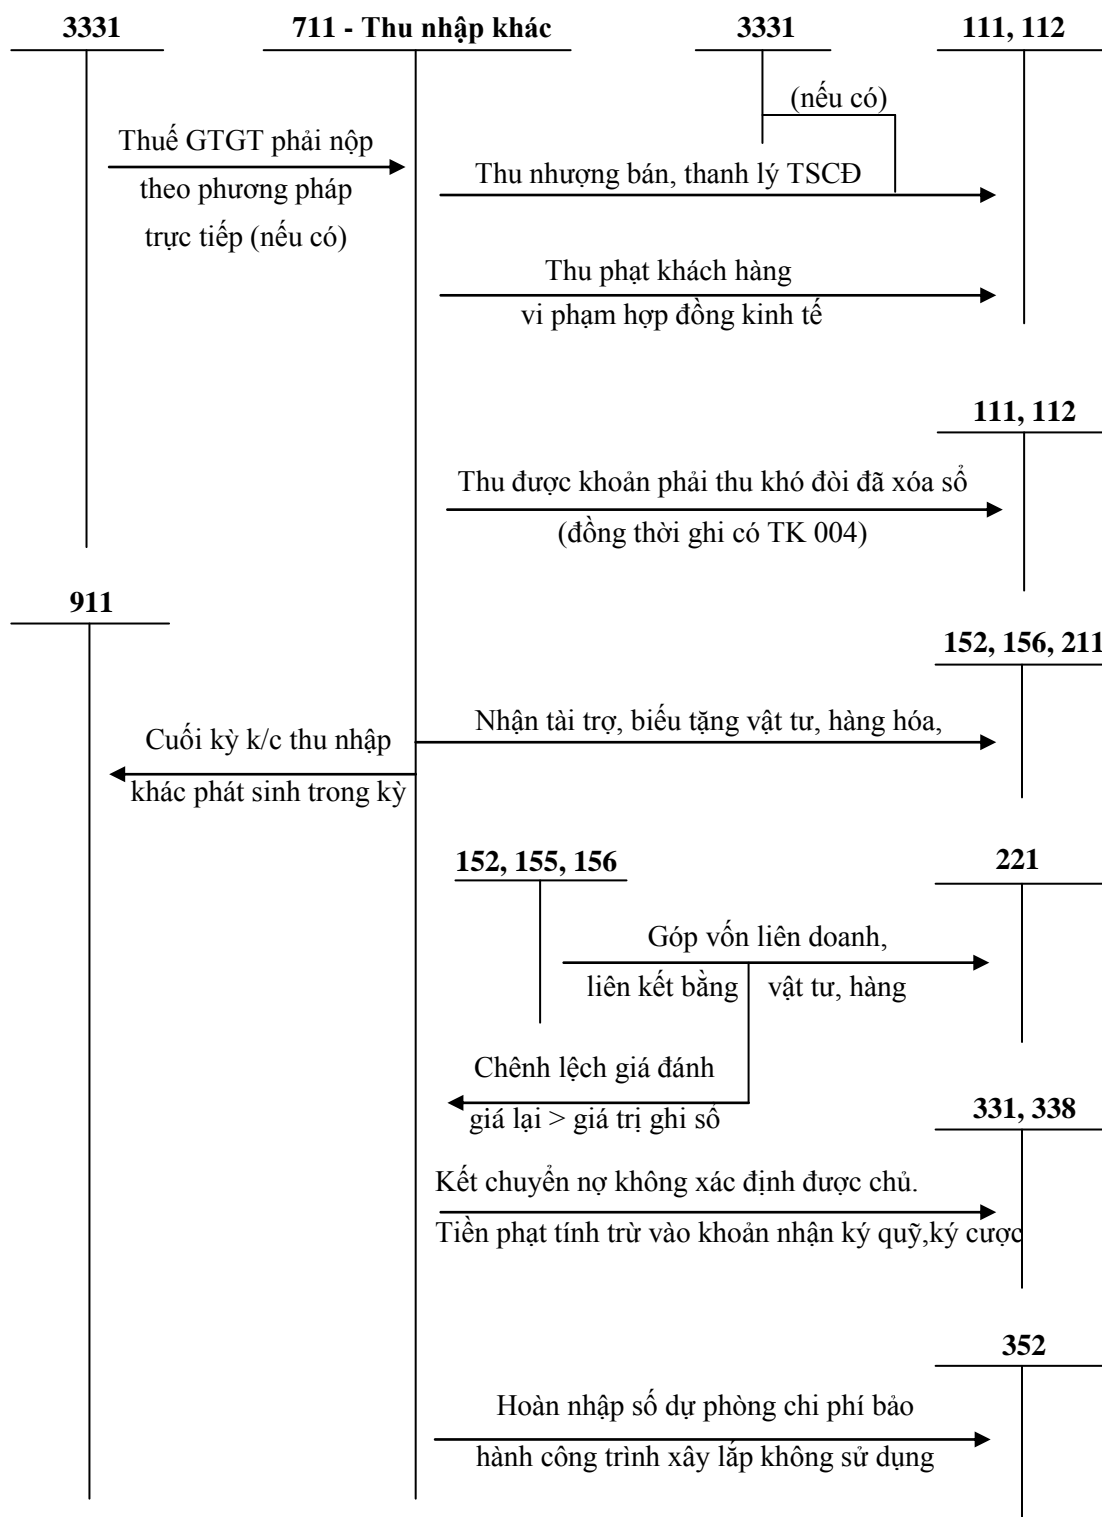 3331
711 - Thu nhập khác
3331
111, 112
(nếu có)
Thuế GTGT phải nộp
theo phương pháp
trực tiếp (nếu có)
Thu nhượng bán, thanh lý TSCĐ
Thu phạt khách hàng
vi phạm hợp đồng kinh tế
111, 112
Thu được khoản phải thu khó đòi đã xóa sổ
(đồng thời ghi có TK 004)
911
152, 156, 211
Nhận tài trợ, biếu tặng vật tư, hàng hóa,
Cuối kỳ k/c thu nhập
khác phát sinh trong kỳ
152, 155, 156
221
Góp vốn liên doanh,
liên kết bằng vật tư, hàng
Chênh lệch giá đánh
giá lại > giá trị ghi sổ
331, 338
Kết chuyển nợ không xác định được chủ.
Tiền phạt tính trừ vào khoản nhận ký quỹ,ký cược
352
Hoàn nhập số dự phòng chi phí bảo
hành công trình xây lắp không sử dụng